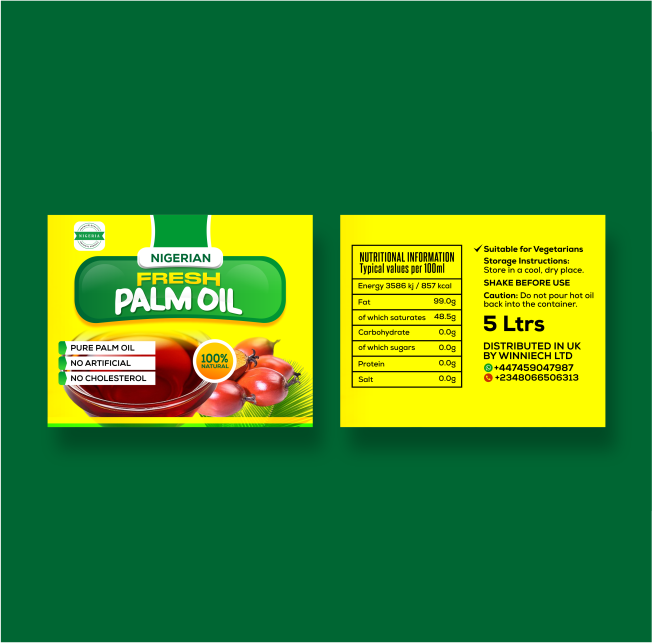 NIGERIA
NIGERIAN
FRESH
PALM OIL
PURE PALM OIL
NO ARTIFICIAL
NO CHOLESTEROL
100%
NATURAL
NUTRITIONAL INFORMATION
Typical values per 100ml
Energy 3586 kj / 857 kcal
Fat 99.0g
of which saturates 48.5g
Carbohydrate 0.0g
of which sugars 0.0g
Protein 0.0g
Salt 0.0g
Suitable for Vegetarians
Storage Instructions:
Store in a cool, dry place.
SHAKE BEFORE USE
Caution: Do not pour hot oil
back into the container.
5 Ltrs
DISTRIBUTED IN UK
BY WINNIECH LTD
+447459047987
+2348066506313